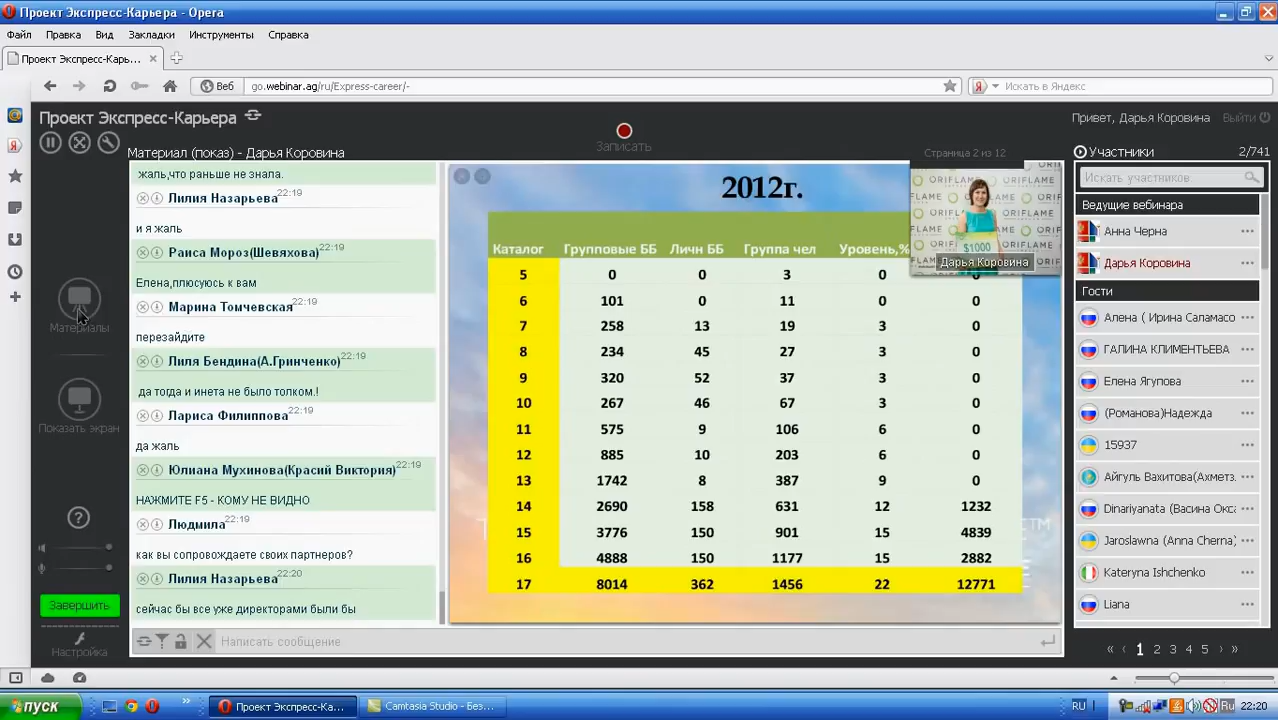 Проект Экспресс-Карьера - Opera
Файл Правка Вид Закладки Инструменты Справка
Проект Экспресс-Карь...
Веб go.webinar.ag/ru/Express-career/- Искать в Яндекс
Проект Экспресс-Карьера
Записать
Привет, Дарья Коровина Выйти
Материал (показ) - Дарья Коровина
Страница 2 из 12
Участники 2/741
Материалы
Показать экран
Завершить
Настройка
жаль,что раньше не знала.
Лилия Назарьева 22:19
и я жаль
Раиса Мороз(Шевяхова) 22:19
Елена,плюсуюсь к вам
Марина Томчевская 22:19
перезайдите
Лиля Бендина(А.Гринченко) 22:19
да тогда и инета не было толком.!
Лариса Филиппова 22:19
да жаль
Юлиана Мухинова(Красий Виктория) 22:19
НАЖМИТЕ F5 - КОМУ НЕ ВИДНО
Людмила 22:19
как вы сопровождаете своих партнеров?
Лилия Назарьева 22:20
сейчас бы все уже директорами были бы
Написать сообщение
2012г.
Каталог Групповые ББ Личн ББ Группа чел Уровень,%
5 0 0 3 0 0
6 101 0 11 0 0
7 258 13 19 3 0
8 234 45 27 3 0
9 320 52 37 3 0
10 267 46 67 3 0
11 575 9 106 6 0
12 885 10 203 6 0
13 1742 8 387 9 0
14 2690 158 631 12 1232
15 3776 150 901 15 4839
16 4888 150 1177 15 2882
17 8014 362 1456 22 12771
ORIFLAME
$1000
Дарья Коровина
Искать участников
Ведущие вебинара
Анна Черна
Дарья Коровина
Гости
Алена ( Ирина Саламасо
ГАЛИНА КЛИМЕНТЬЕВА
Елена Ягупова
(Романова)Надежда
15937
Айгуль Вахитова(Ахметз.
Dinariyanata (Васина Окса
Jaroslawna (Anna Cherna)
Kateryna Ishchenko
Liana
« ‹ 1 2 3 4 5 › »
пуск
Проект Экспресс-Ка...
Camtasia Studio - Без...
RU
Ru
22:20